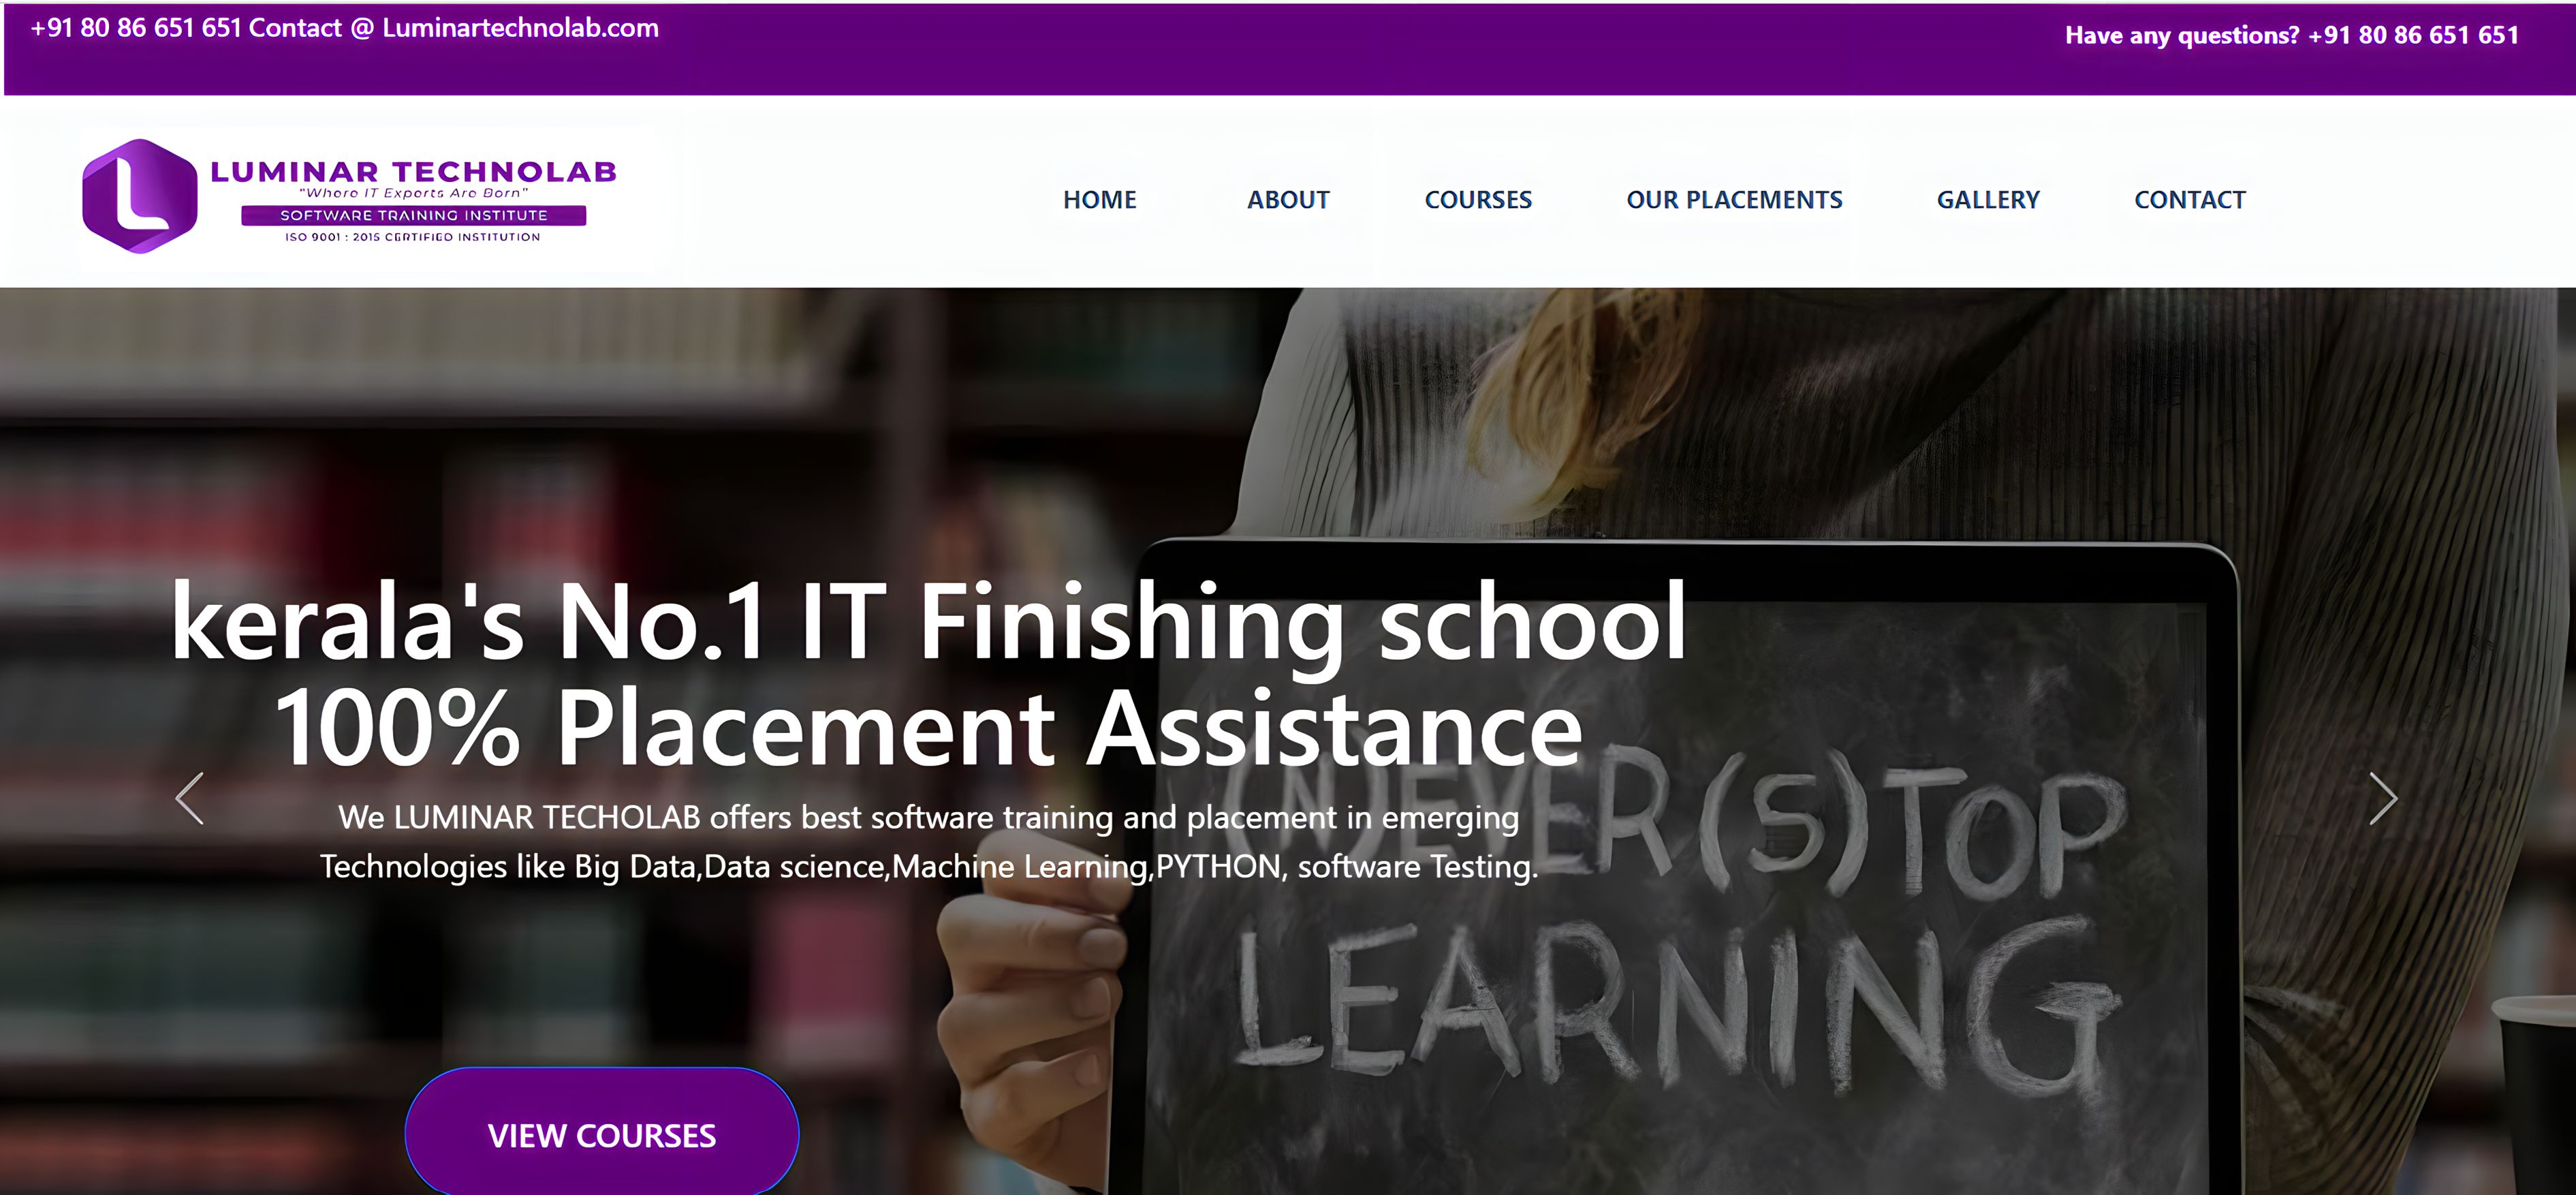 +91 80 86 651 651 Contact @ Luminartechnolab.com
Have any questions? +91 80 86 651 651
LUMINAR TECHNOLAB
"Where IT Experts Are Born"
SOFTWARE TRAINING INSTITUTE
ISO 9001 : 2015 CERTIFIED INSTITUTION
HOME ABOUT COURSES OUR PLACEMENTS GALLERY CONTACT
kerala's No.1 IT Finishing school
100% Placement Assistance
We LUMINAR TECHOLAB offers best software training and placement in emerging
Technologies like Big Data,Data science,Machine Learning,PYTHON, software Testing.
(N)EVER (S)TOP
LEARNING
VIEW COURSES